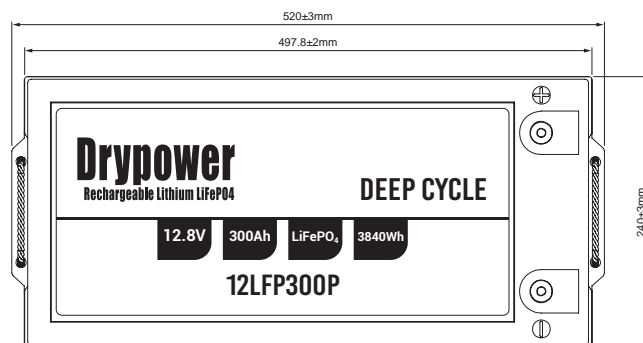 520±3mm
497.8±2mm
Drypower
Rechargeable Lithium LiFePO4
DEEP CYCLE
12.8V 300Ah LiFePO₄ 3840Wh
12LFP300P
240±3mm